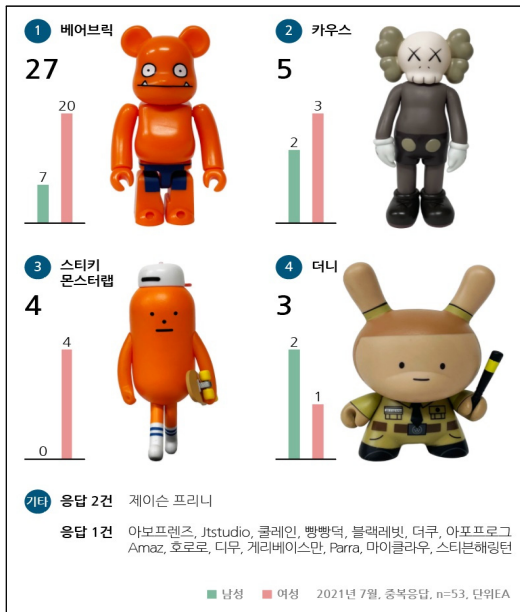 1 베어브릭
27
7
20
2 카우스
5
2
3
3 스티키
몬스터랩
4
0
4
4 더니
3
2
1
기타 응답 2건 제이슨 프리니
응답 1건 아보프렌즈, Jtstudio, 쿨레인, 빵빵덕, 블랙레빗, 더쿠, 아포프로그
Amaz, 호로로, 디무, 게리베이스만, Parra, 마이클라우, 스티븐해링턴
남성 여성 2021년 7월, 중복응답, n=53, 단위EA